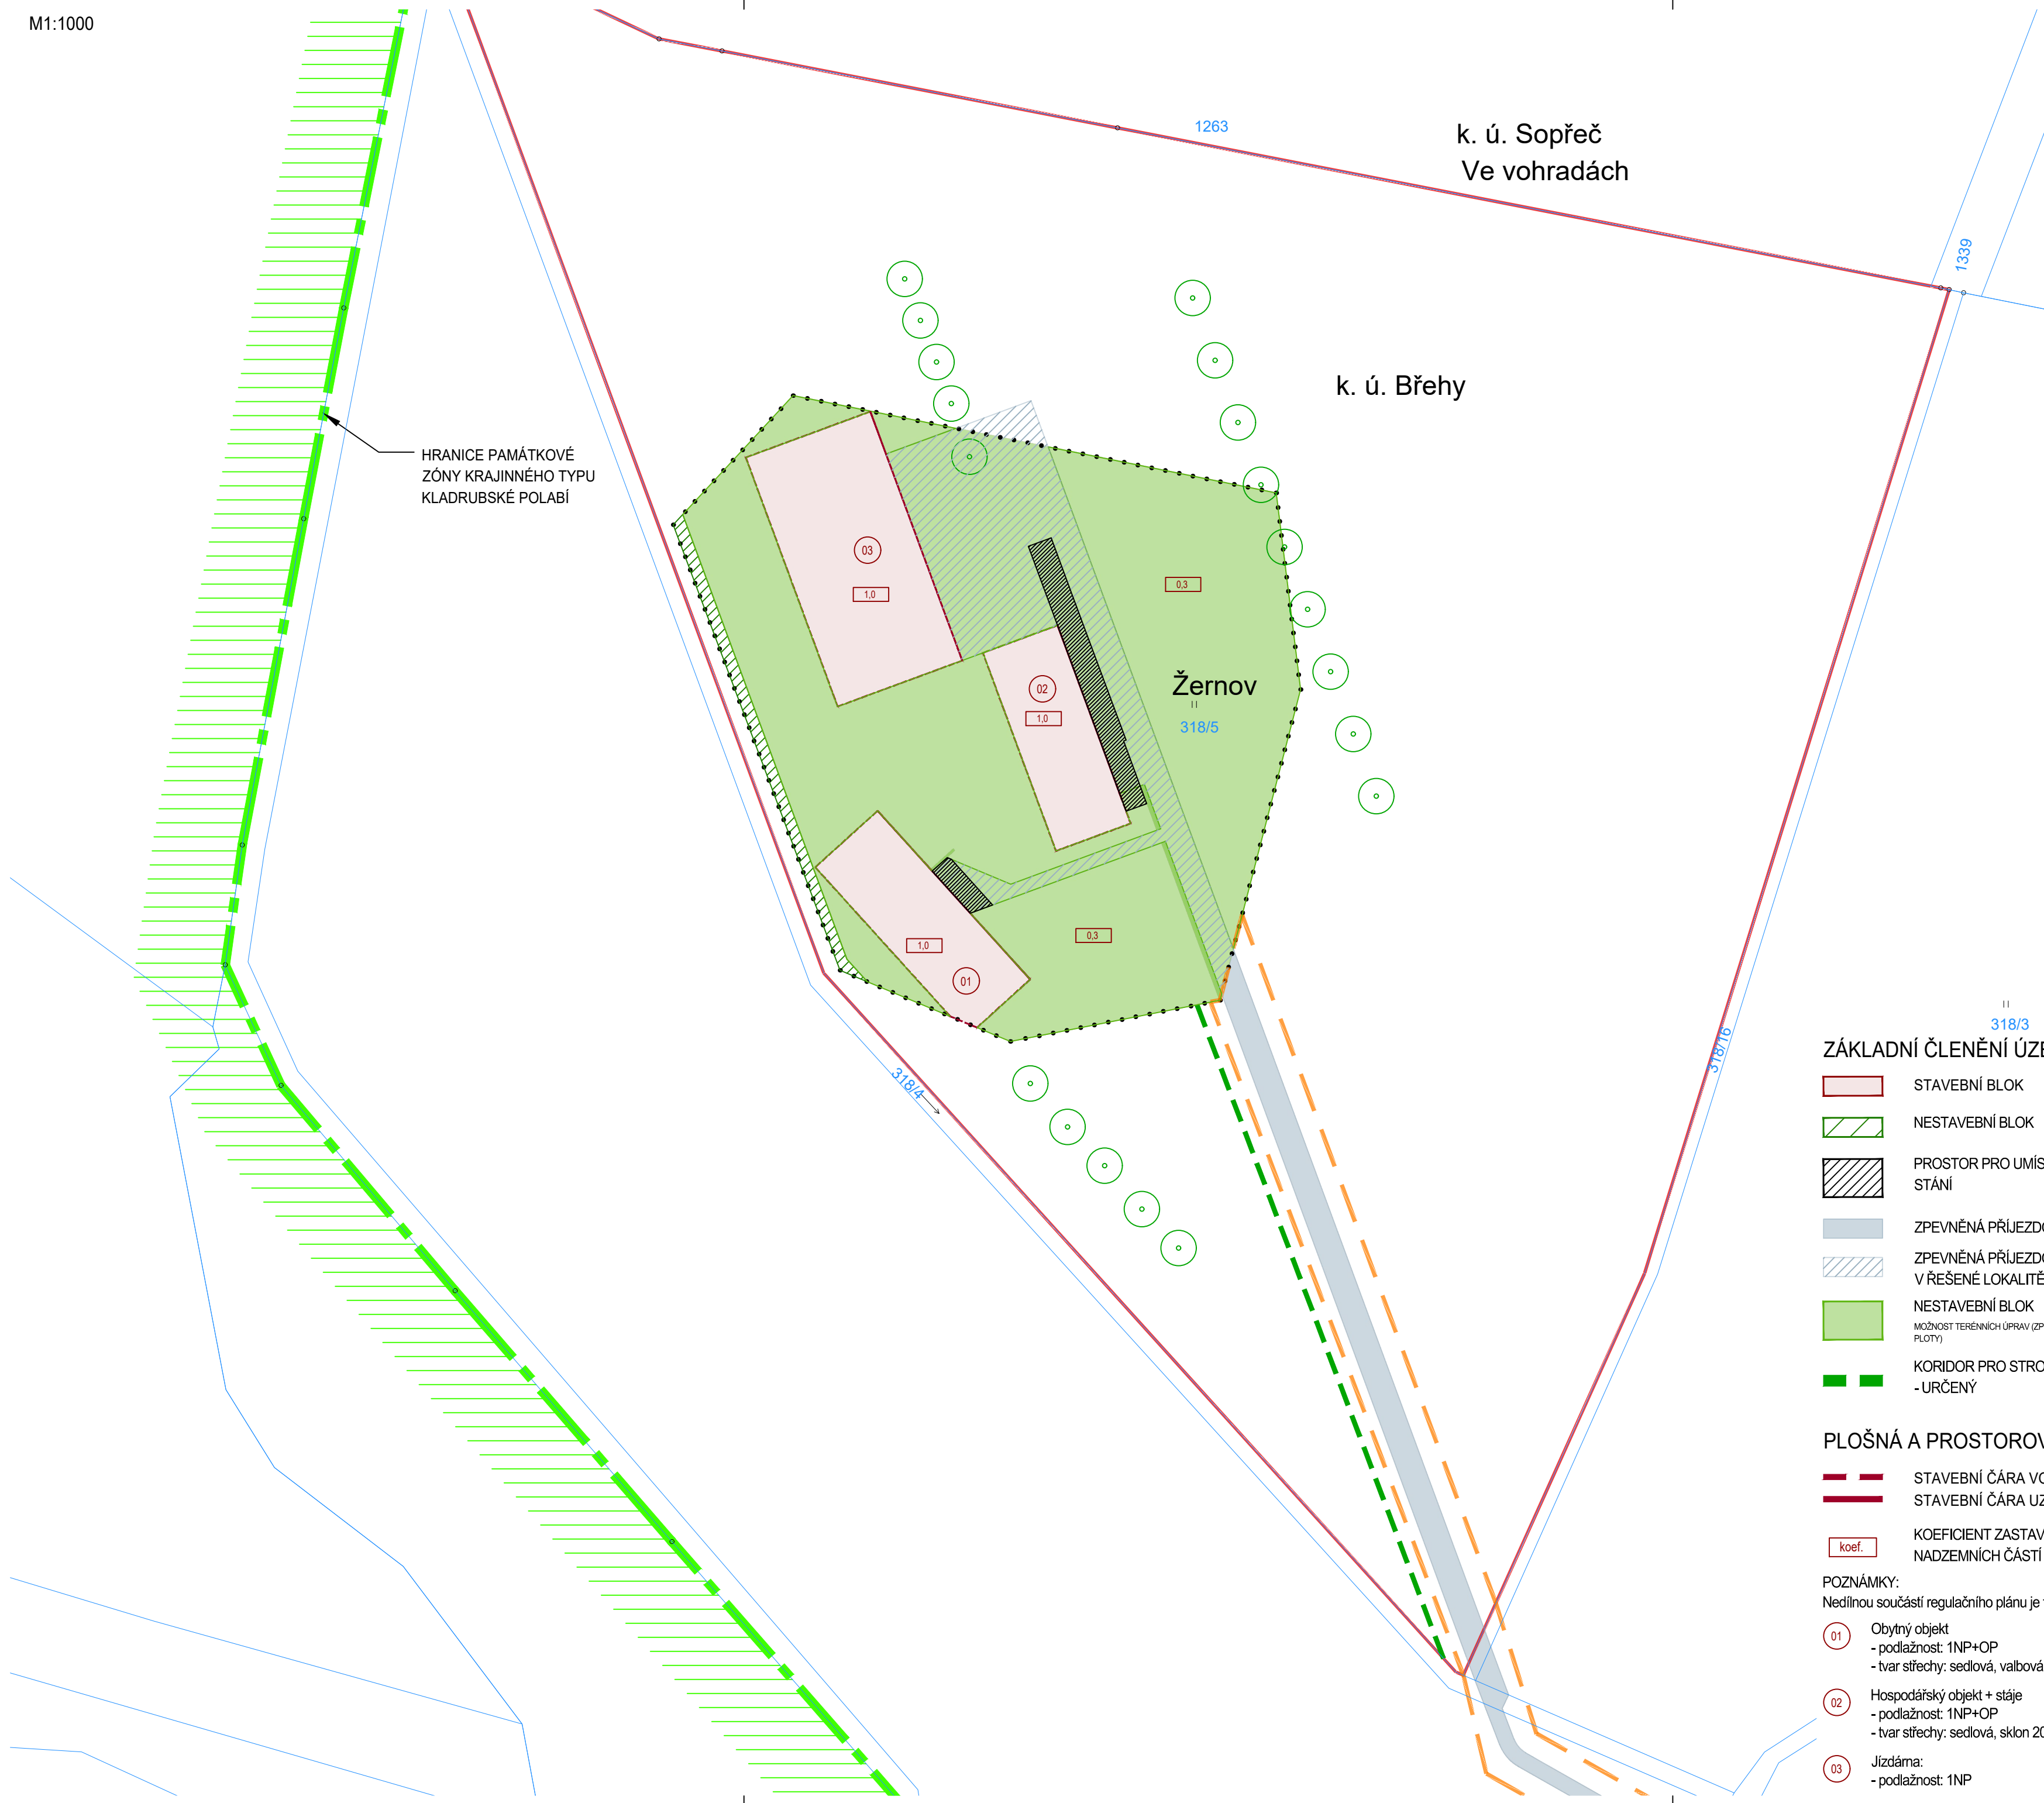 M1:1000
1263
k. ú. Sopřeč
Ve vohradách
1339
k. ú. Břehy
HRANICE PAMÁTKOVÉ
ZÓNY KRAJINNÉHO TYPU
KLADRUBSKÉ POLABÍ
03
1,0
0,3
02
1,0
Žernov
318/5
1,0
0,3
01
318/4
318/16
318/3
ZÁKLADNÍ ČLENĚNÍ ÚZE
STAVEBNÍ BLOK
NESTAVEBNÍ BLOK
PROSTOR PRO UMÍS
STÁNÍ
ZPEVNĚNÁ PŘÍJEZDO
ZPEVNĚNÁ PŘÍJEZDO
V ŘEŠENÉ LOKALITĚ
NESTAVEBNÍ BLOK
MOŽNOST TERÉNNÍCH ÚPRAV (ZP
PLOTY)
KORIDOR PRO STRO
- URČENÝ
PLOŠNÁ A PROSTOROV
STAVEBNÍ ČÁRA VO
STAVEBNÍ ČÁRA UZ
koef.
KOEFICIENT ZASTAV
NADZEMNÍCH ČÁSTÍ
POZNÁMKY:
Nedílnou součástí regulačního plánu je
01
Obytný objekt
- podlažnost: 1NP+OP
- tvar střechy: sedlová, valbová
02
Hospodářský objekt + stáje
- podlažnost: 1NP+OP
- tvar střechy: sedlová, sklon 20
03
Jízdárna:
- podlažnost: 1NP